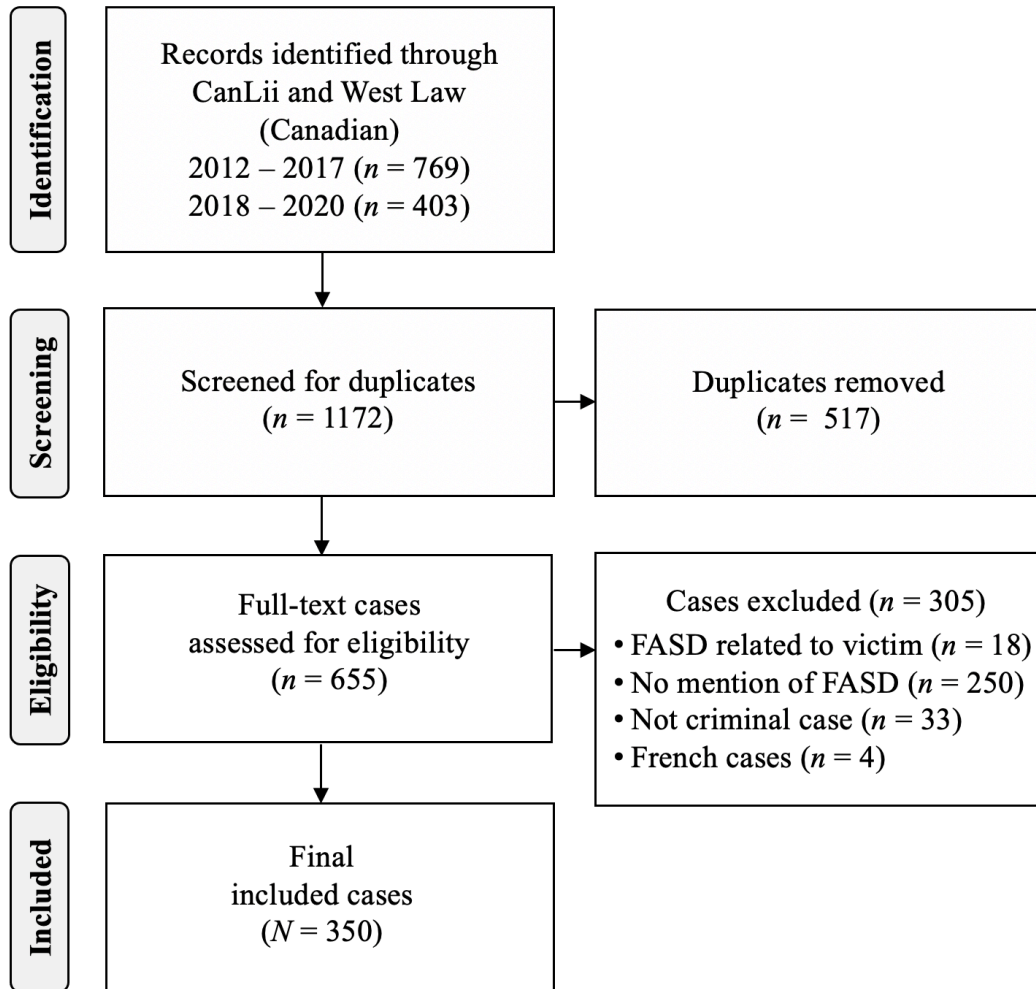 Identification
Records identified through
CanLii and West Law
(Canadian)
2012 – 2017 (n = 769)
2018 – 2020 (n = 403)
Screening
Screened for duplicates
(n = 1172)
Duplicates removed
(n = 517)
Eligibility
Full-text cases
assessed for eligibility
(n = 655)
Cases excluded (n = 305)
• FASD related to victim (n = 18)
• No mention of FASD (n = 250)
• Not criminal case (n = 33)
• French cases (n = 4)
Included
Final
included cases
(N = 350)